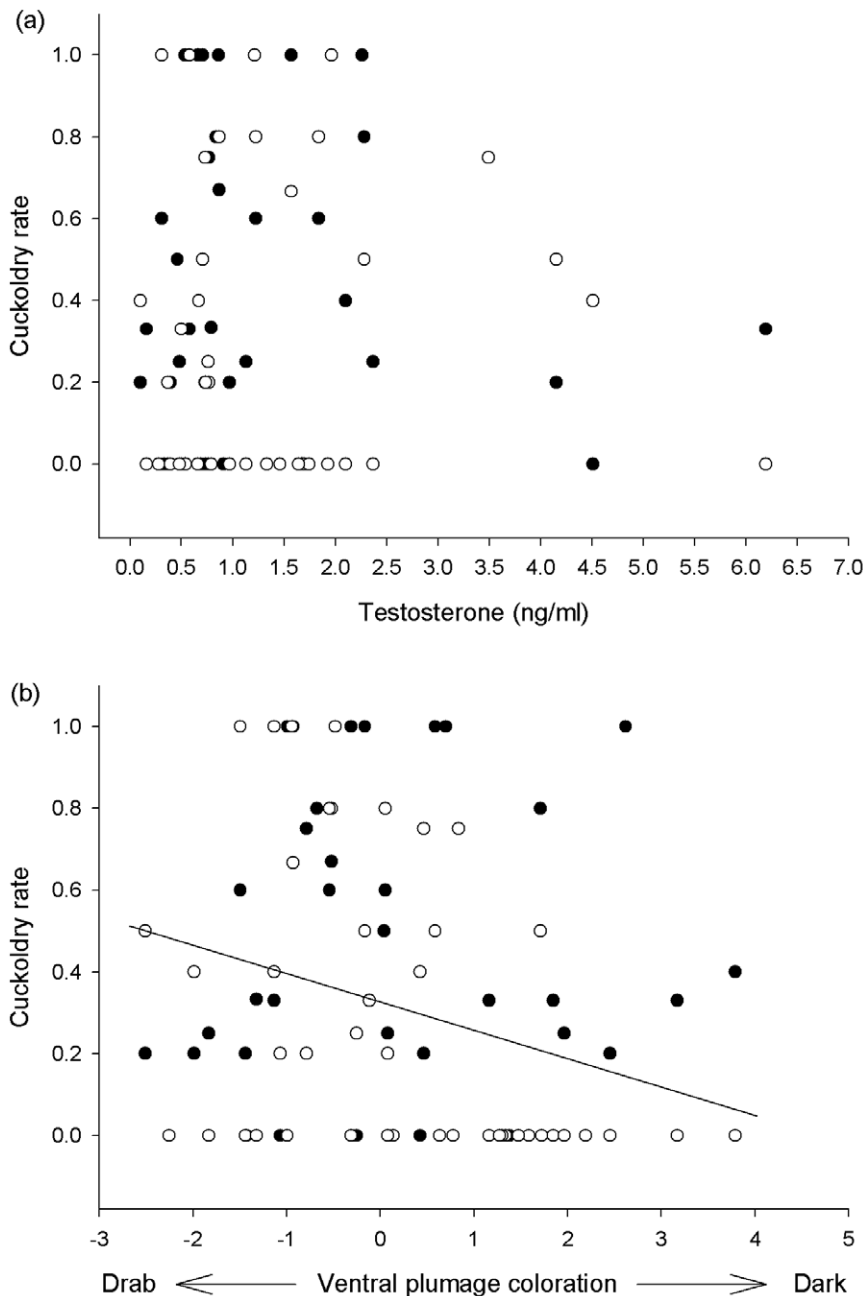 (a)
1.0
0.8
0.6
0.4
0.2
0.0
Cuckoldry rate
0.0 0.5 1.0 1.5 2.0 2.5 3.0 3.5 4.0 4.5 5.0 5.5 6.0 6.5 7.0
Testosterone (ng/ml)
(b)
1.0
0.8
0.6
0.4
0.2
0.0
Cuckoldry rate
-3 -2 -1 0 1 2 3 4 5
Drab Ventral plumage coloration Dark